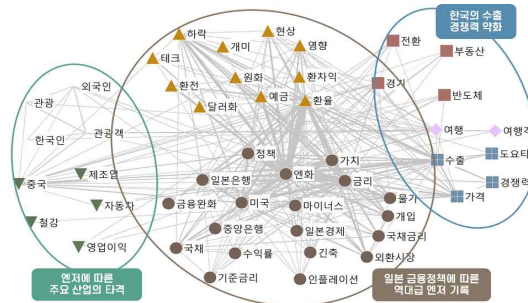 한국의 수출
경쟁력 약화
하락
현상
전환
개미
영향
부동산
테크
외국인
환전
원화
환차익
경기
관광
달러화
예금
환율
반도체
한국인
관광객
여행
정책
가치
수출
도요타
중국
제조업
일본은행
엔화
금리
경쟁력
자동차
금융완화
미국
마이너스
물가
가격
철강
중앙은행
일본경제
개입
영업이익
국채
수익률
긴축
국채금리
외환시장
기준금리
인플레이션
엔저에 따른
주요 산업의 타격
일본 금융정책에 따른
역대급 엔저 기록